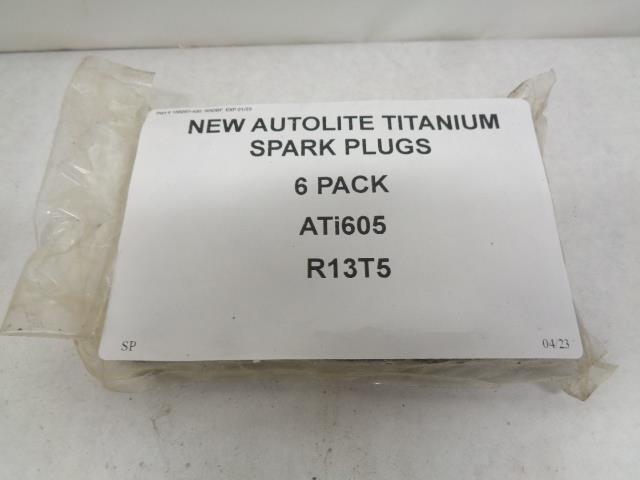 NEW AUTOLITE TITANIUM
SPARK PLUGS
6 PACK
ATi605
R13T5
SP
04/23